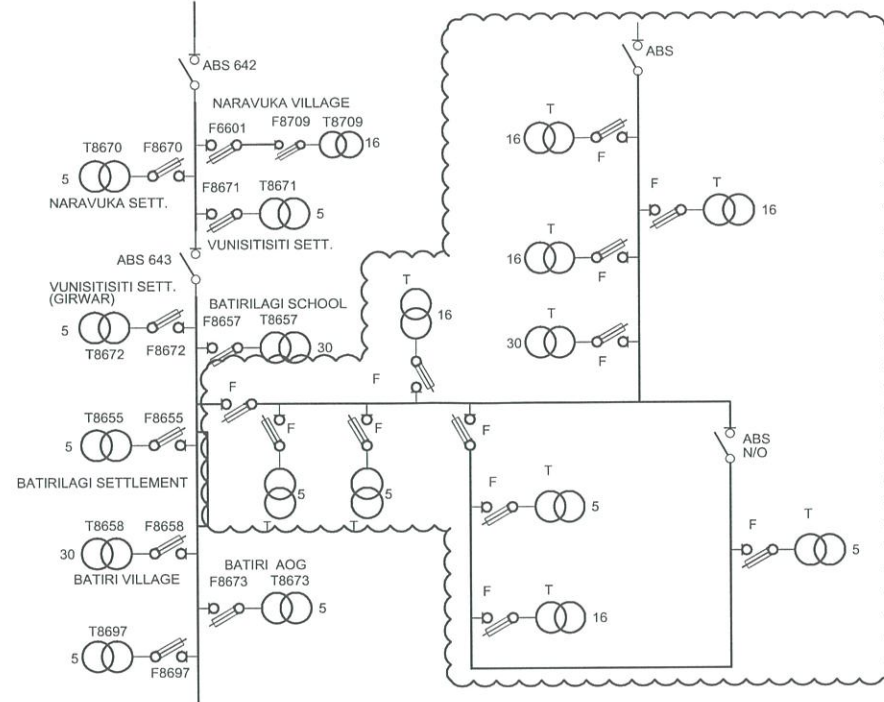 ABS 642
ABS
NARAVUKA VILLAGE
F6601 F8709 T8709
16
T8670 F8670
5
NARAVUKA SETT.
F8671 T8671
5
VUNISITISITI SETT.
T
16
F
F T
16
ABS 643
T
16
F
VUNISITISITI SETT.
(GIRWAR)
5
T8672 F8672
BATIRILAGI SCHOOL
F8657 T8657
30
T
16
F
T
30
F
F
T8655 F8655
5
F
5
T
F
5
T
F
ABS
N/O
BATIRILAGI SETTLEMENT
F T
5
T8658 F8658
30
BATIRI VILLAGE
F T
5
BATIRI AOG
F8673 T8673
5
F T
16
T8697
5
F8697